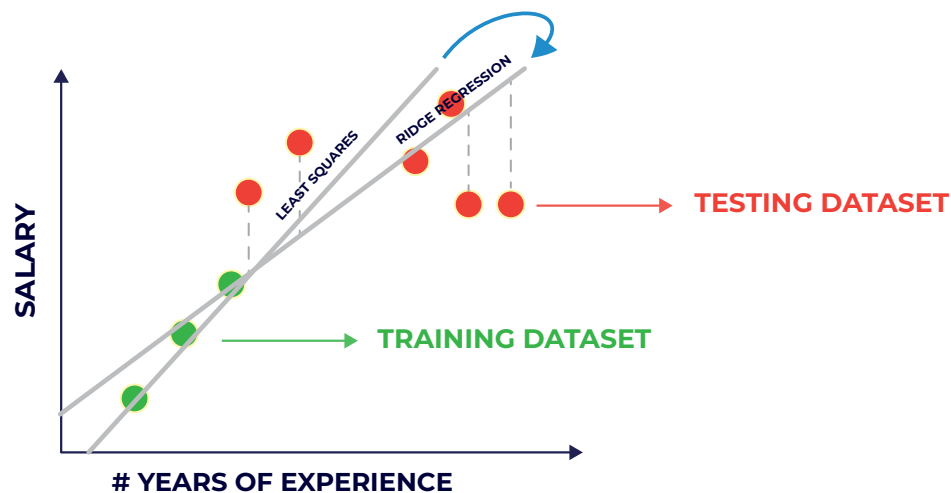 RIDGE REGRESSION
LEAST SQUARES
TESTING DATASET
SALARY
TRAINING DATASET
# YEARS OF EXPERIENCE